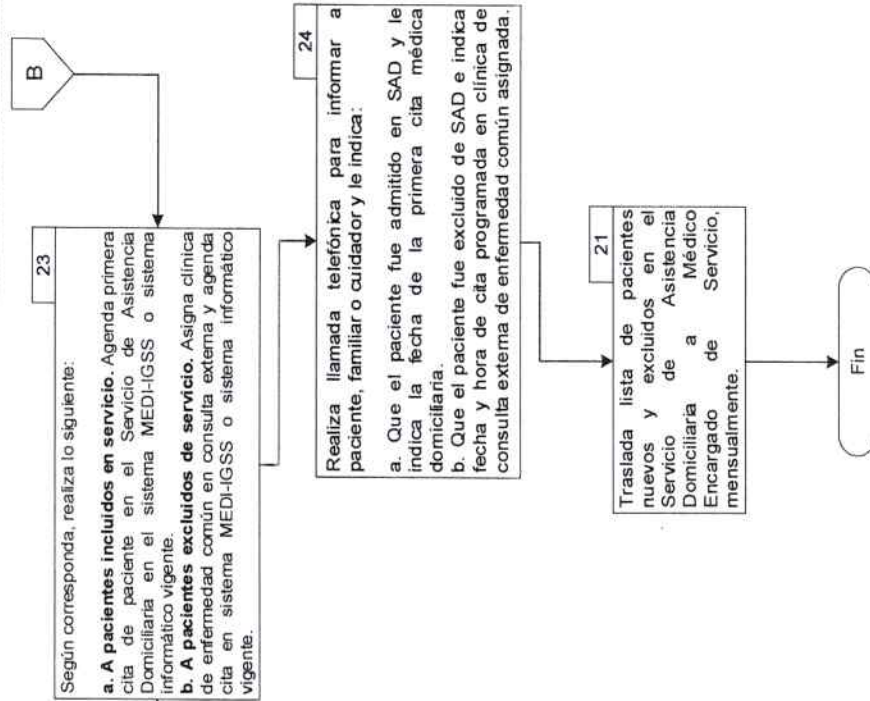 B
23
Según corresponda, realiza lo siguiente:
a. A pacientes incluidos en servicio. Agenda primera
cita de paciente en el Servicio de Asistencia
Domiciliaria en el sistema MEDI-IGSS o sistema
informático vigente.
b. A pacientes excluidos de servicio. Asigna clínica
de enfermedad común en consulta externa y agenda
cita en sistema MEDI-IGSS o sistema informático
vigente.
24
Realiza llamada telefónica para informar a
paciente, familiar o cuidador y le indica:
a. Que el paciente fue admitido en SAD y le
indica la fecha de la primera cita médica
domiciliaria.
b. Que el paciente fue excluido de SAD e indica
fecha y hora de cita programada en clínica de
consulta externa de enfermedad común asignada.
21
Traslada lista de pacientes
nuevos y excluidos en el
Servicio de Asistencia
Domiciliaria a Médico
Encargado de Servicio,
mensualmente.
Fin